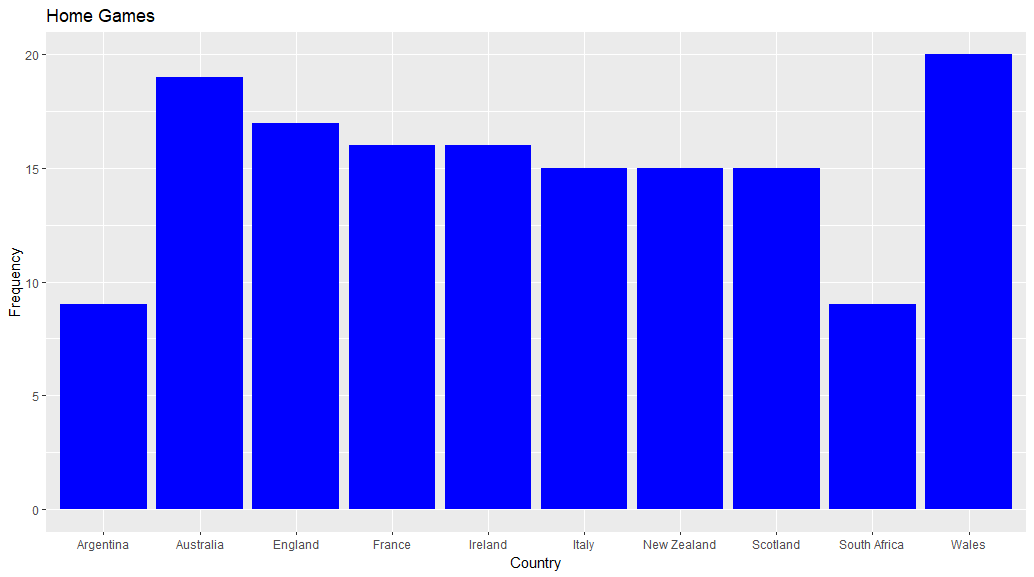 Home Games
Frequency
20
15
10
5
0
Argentina Australia England France Ireland Italy New Zealand Scotland South Africa Wales
Country